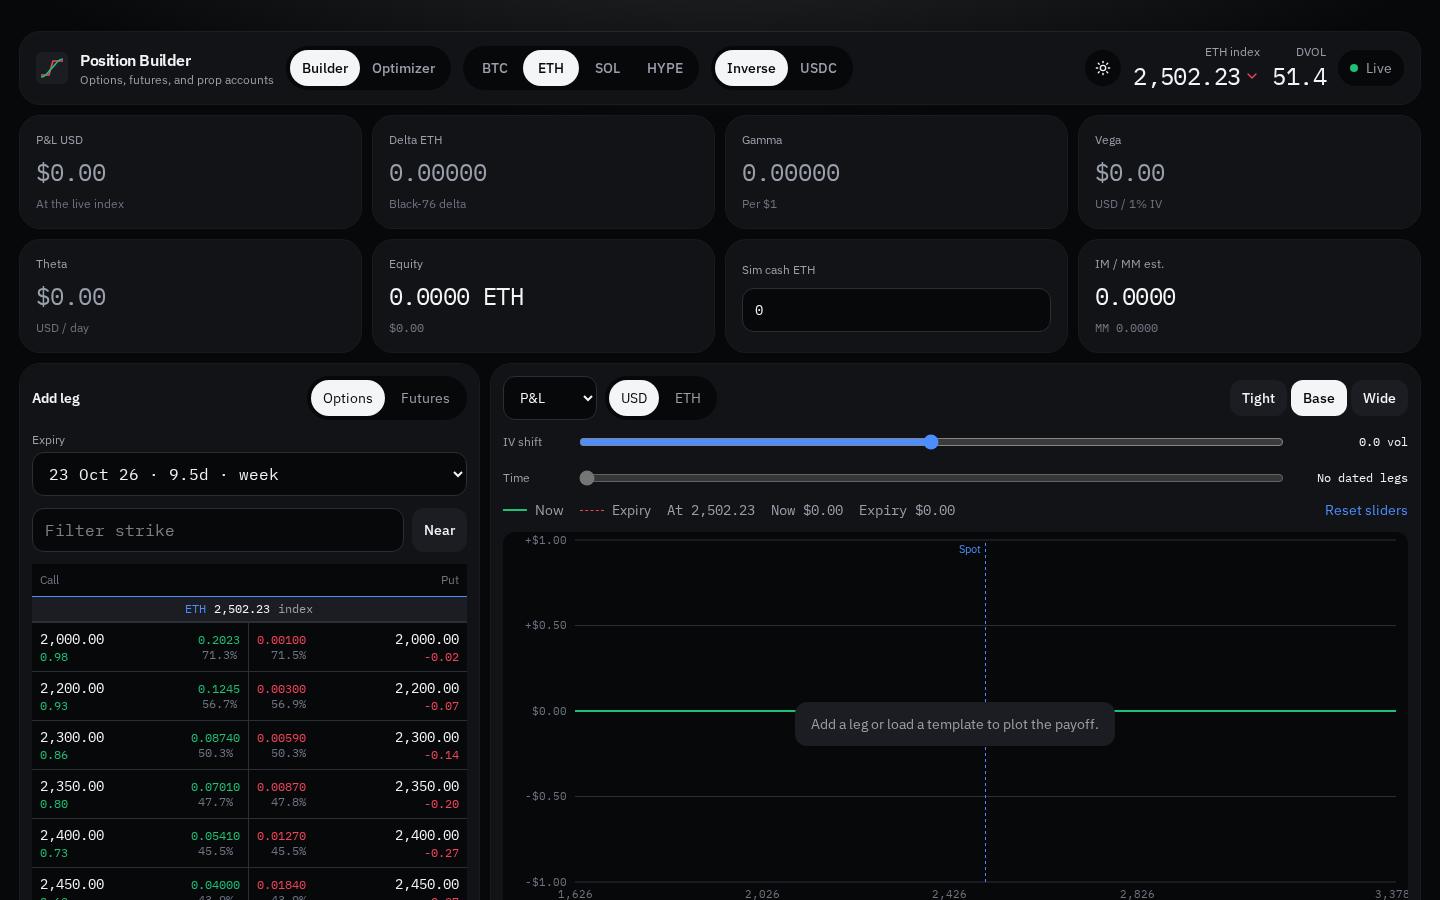 Position Builder
Options, futures, and prop accounts
Builder Optimizer
BTC ETH SOL HYPE
Inverse USDC
ETH index
2,502.23
DVOL
51.4
Live
P&L USD
$0.00
At the live index
Delta ETH
0.00000
Black-76 delta
Gamma
0.00000
Per $1
Vega
$0.00
USD / 1% IV
Theta
$0.00
USD / day
Equity
0.0000 ETH
$0.00
Sim cash ETH
0
IM / MM est.
0.0000
MM 0.0000
Add leg
Options Futures
Expiry
23 Oct 26 · 9.5d · week
Filter strike
Near
Call Put
ETH 2,502.23 index
2,000.00 0.2023 0.00100 2,000.00
0.98 71.3% 71.5% -0.02
2,200.00 0.1245 0.00300 2,200.00
0.93 56.7% 56.9% -0.07
2,300.00 0.08740 0.00590 2,300.00
0.86 50.3% 50.3% -0.14
2,350.00 0.07010 0.00870 2,350.00
0.80 47.7% 47.8% -0.20
2,400.00 0.05410 0.01270 2,400.00
0.73 45.5% 45.5% -0.27
2,450.00 0.04000 0.01840 2,450.00
P&L
USD ETH
Tight Base Wide
IV shift 0.0 vol
Time No dated legs
Now Expiry At 2,502.23 Now $0.00 Expiry $0.00 Reset sliders
+$1.00
Spot
+$0.50
$0.00
Add a leg or load a template to plot the payoff.
-$0.50
-$1.00
1,626 2,026 2,426 2,826 3,378